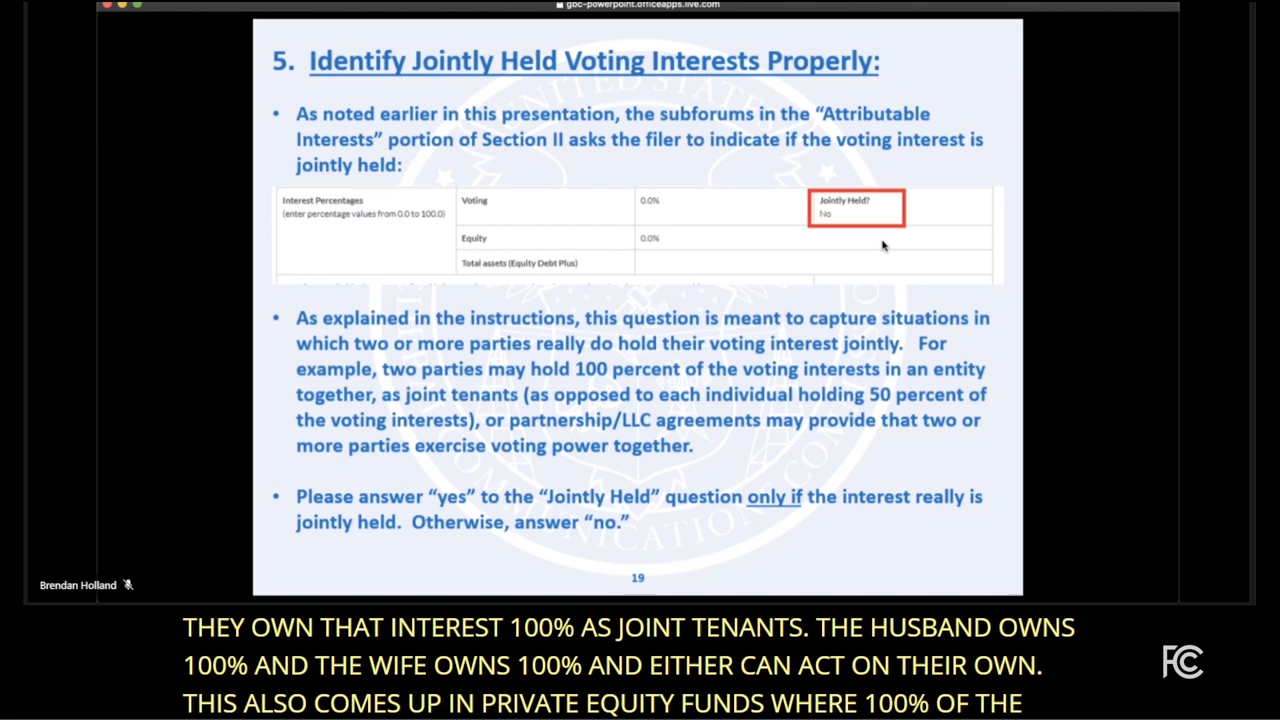 gbc-powerpoint.officeapps.live.com
5. Identify Jointly Held Voting Interests Properly:
• As noted earlier in this presentation, the subforums in the “Attributable
Interests” portion of Section II asks the filer to indicate if the voting interest is
jointly held:
Interest Percentages
(enter percentage values from 0.0 to 100.0)
Voting
0.0%
Jointly Held?
No
Equity
0.0%
Total assets (Equity Debt Plus)
• As explained in the instructions, this question is meant to capture situations in
which two or more parties really do hold their voting interest jointly. For
example, two parties may hold 100 percent of the voting interests in an entity
together, as joint tenants (as opposed to each individual holding 50 percent of
the voting interests), or partnership/LLC agreements may provide that two or
more parties exercise voting power together.
• Please answer “yes” to the “Jointly Held” question only if the interest really is
jointly held. Otherwise, answer “no.”
19
Brendan Holland
THEY OWN THAT INTEREST 100% AS JOINT TENANTS. THE HUSBAND OWNS
100% AND THE WIFE OWNS 100% AND EITHER CAN ACT ON THEIR OWN.
THIS ALSO COMES UP IN PRIVATE EQUITY FUNDS WHERE 100% OF THE
FCC